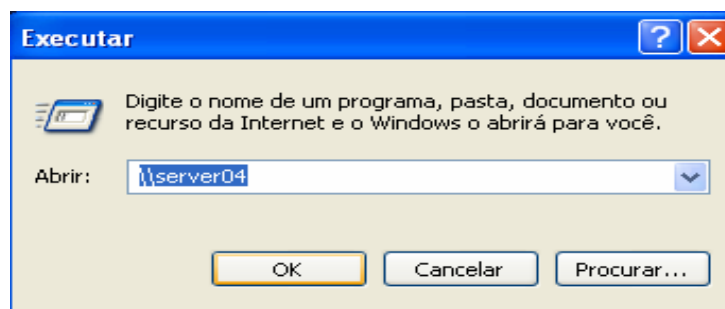 Executar
Digite o nome de um programa, pasta, documento ou
recurso da Internet e o Windows o abrirá para você.
Abrir: \\server04
OK Cancelar Procurar...